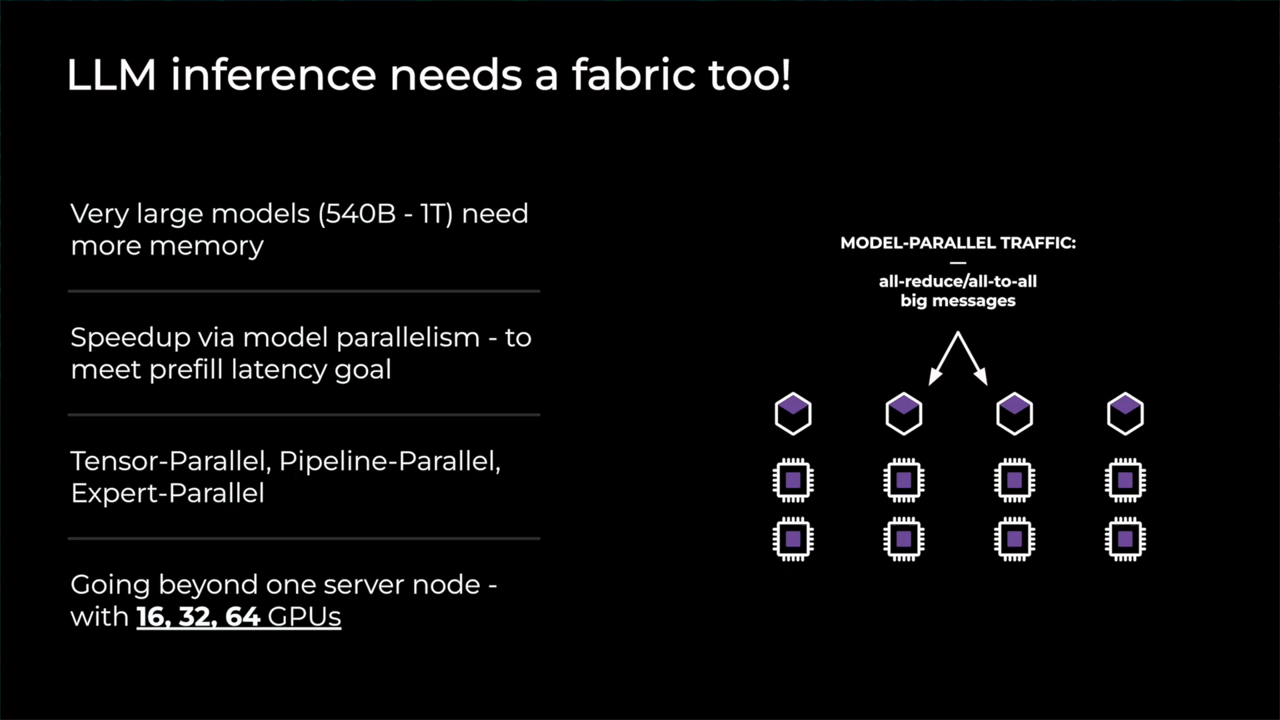 LLM inference needs a fabric too!
Very large models (540B - 1T) need
more memory
Speedup via model parallelism - to
meet prefill latency goal
Tensor-Parallel, Pipeline-Parallel,
Expert-Parallel
Going beyond one server node -
with 16, 32, 64 GPUs
MODEL-PARALLEL TRAFFIC:
—
all-reduce/all-to-all
big messages